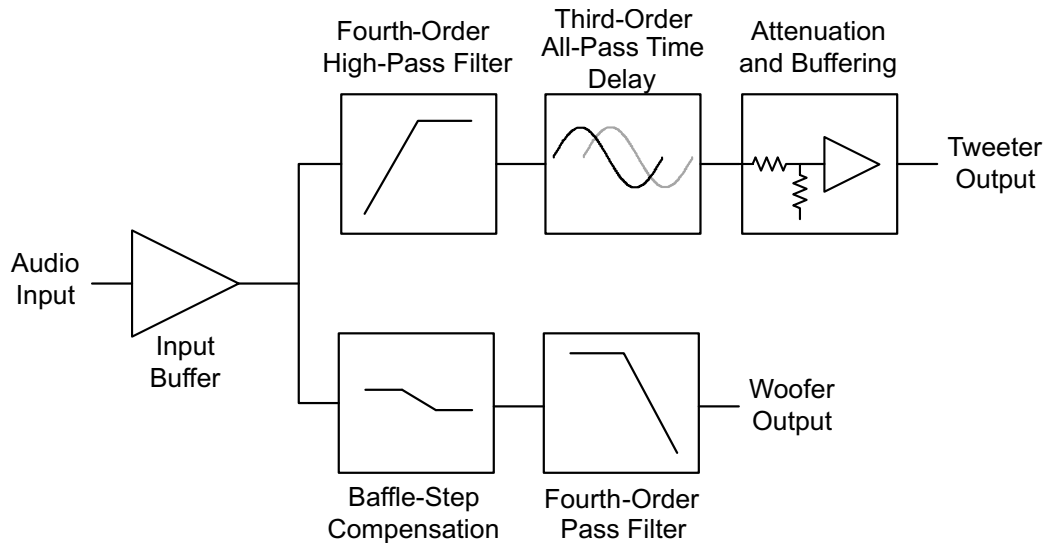 Fourth-Order
High-Pass Filter
Third-Order
All-Pass Time
Delay
Attenuation
and Buffering
Tweeter
Output
Audio
Input
Input
Buffer
Woofer
Output
Baffle-Step
Compensation
Fourth-Order
Pass Filter